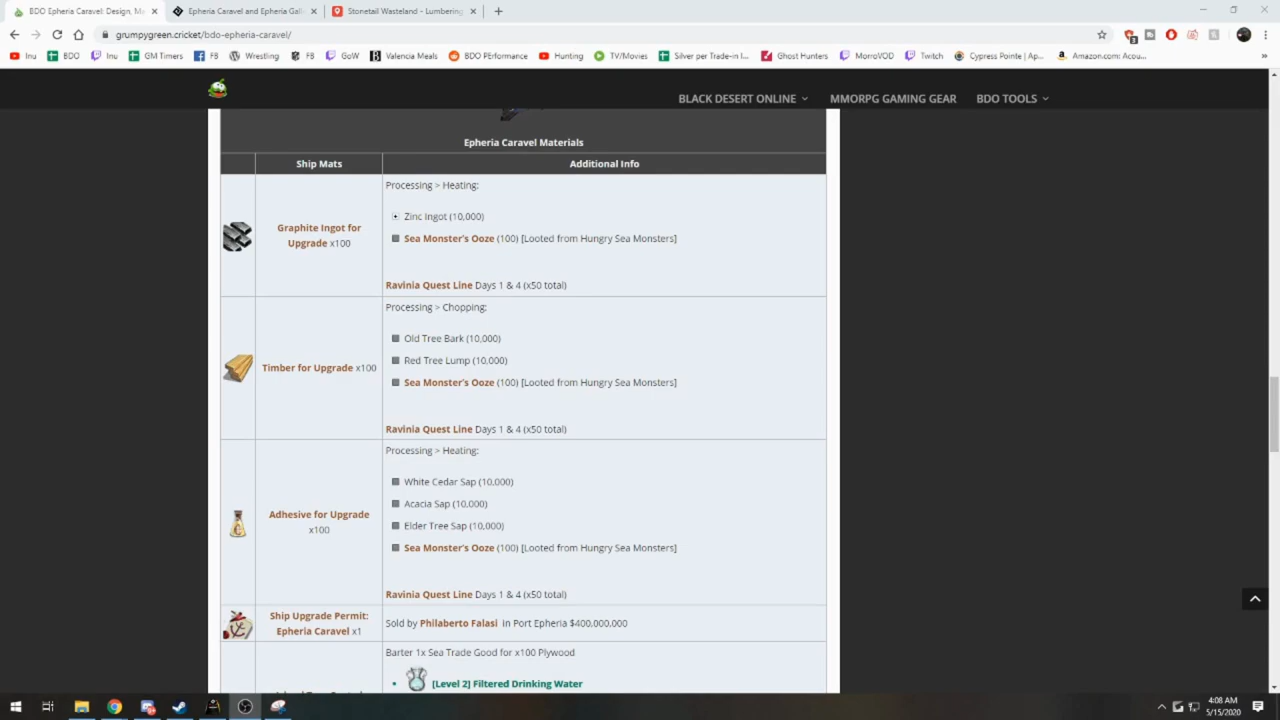 BDO Epheria Caravel: Design, Ma
Epheria Caravel and Epheria Gall
Stonetail Wasteland - Lumbering
grumpygreen.cricket/bdo-epheria-caravel/
Inu
BDO
Inu
GM Timers
FB
Wrestling
FB
GoW
Valencia Meals
BDO PErformance
Hunting
TV/Movies
Silver per Trade-in I...
Ghost Hunters
MorroVOD
Twitch
Cypress Pointe | Ap...
Amazon.com: Acou...
BLACK DESERT ONLINE
MMORPG GAMING GEAR
BDO TOOLS
Epheria Caravel Materials
Ship Mats
Additional Info
Graphite Ingot for
Upgrade x100
Processing > Heating:
Zinc Ingot (10,000)
Sea Monster's Ooze (100) [Looted from Hungry Sea Monsters]
Ravinia Quest Line Days 1 & 4 (x50 total)
Timber for Upgrade x100
Processing > Chopping:
Old Tree Bark (10,000)
Red Tree Lump (10,000)
Sea Monster's Ooze (100) [Looted from Hungry Sea Monsters]
Ravinia Quest Line Days 1 & 4 (x50 total)
Adhesive for Upgrade
x100
Processing > Heating:
White Cedar Sap (10,000)
Acacia Sap (10,000)
Elder Tree Sap (10,000)
Sea Monster's Ooze (100) [Looted from Hungry Sea Monsters]
Ravinia Quest Line Days 1 & 4 (x50 total)
Ship Upgrade Permit:
Epheria Caravel x1
Sold by Philaberto Falasi in Port Epheria $400,000,000
Barter 1x Sea Trade Good for x100 Plywood
[Level 2] Filtered Drinking Water
4:08 AM
5/15/2020